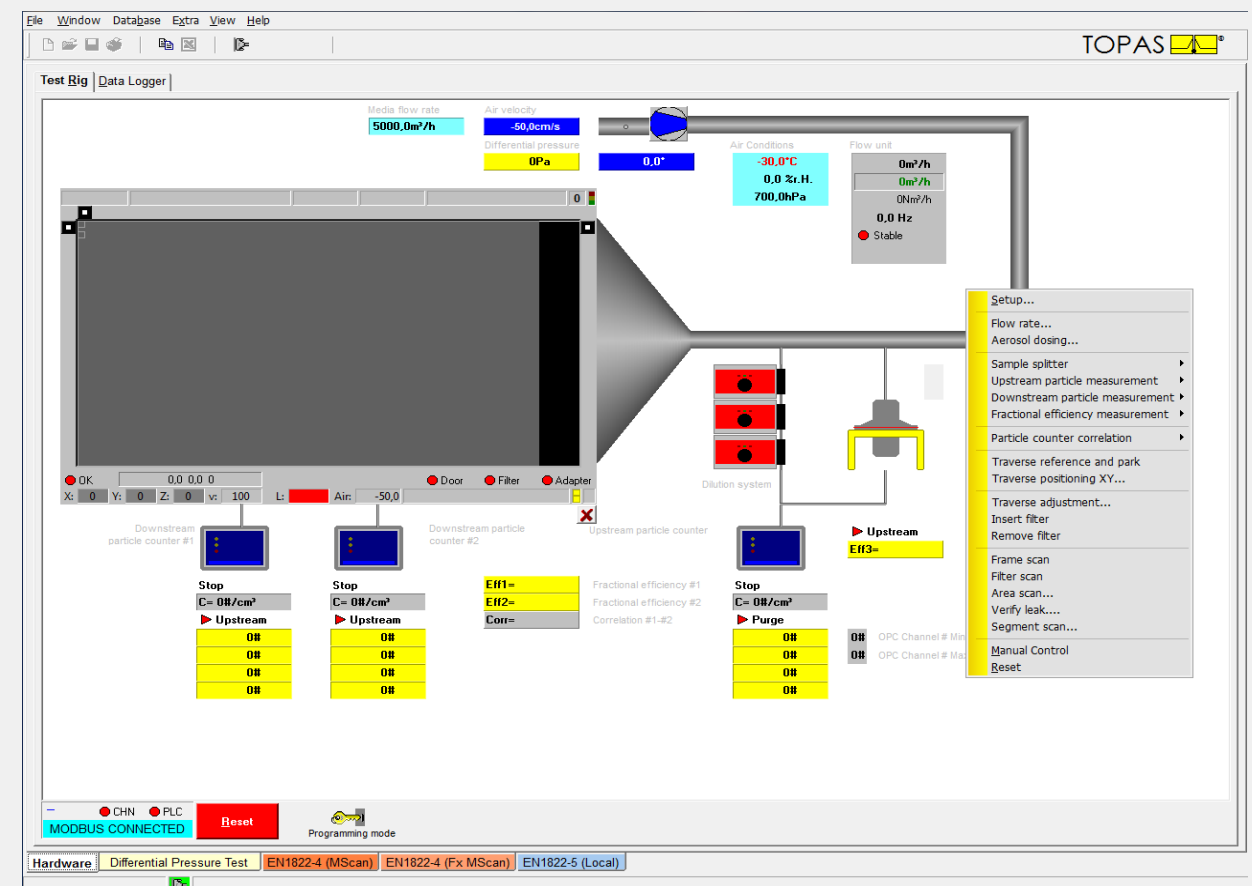 File Window Database Extra View Help
TOPAS
Test Rig Data Logger
Media flow rate Air velocity
5000,0m³/h -50,0cm/s
Differential pressure Air Conditions Flow unit
0Pa 0,0° -30,0°C 0m³/h
0,0 %r.H. 0m³/h
700,0hPa 0Nm³/h
0 0,0 Hz
Stable
Setup...
Flow rate...
Aerosol dosing...
Sample splitter
Upstream particle measurement
Downstream particle measurement
Fractional efficiency measurement
Particle counter correlation
Traverse reference and park
Traverse positioning XY...
Traverse adjustment...
Insert filter
Remove filter
Frame scan
Filter scan
Area scan...
Verify leak....
Segment scan...
Manual Control
Reset
OK 0,0 0,0 0 Door Filter Adapter
X: 0 Y: 0 Z: 0 v: 100 L: Air: -50,0
Dilution system
Downstream
particle counter #1
Downstream particle
counter #2
Upstream particle counter
Upstream
Eff3=
Stop Stop Eff1= Fractional efficiency #1 Stop
C= 0#/cm³ C= 0#/cm³ Eff2= Fractional efficiency #2 C= 0#/cm³
Upstream Upstream Corr= Correlation #1-#2 Purge
0# 0# 0# 0# OPC Channel # Min
0# 0# 0# 0# OPC Channel # Max
0# 0# 0#
0# 0# 0#
CHN PLC
MODBUS CONNECTED Reset Programming mode
Hardware Differential Pressure Test EN1822-4 (MScan) EN1822-4 (Fx MScan) EN1822-5 (Local)